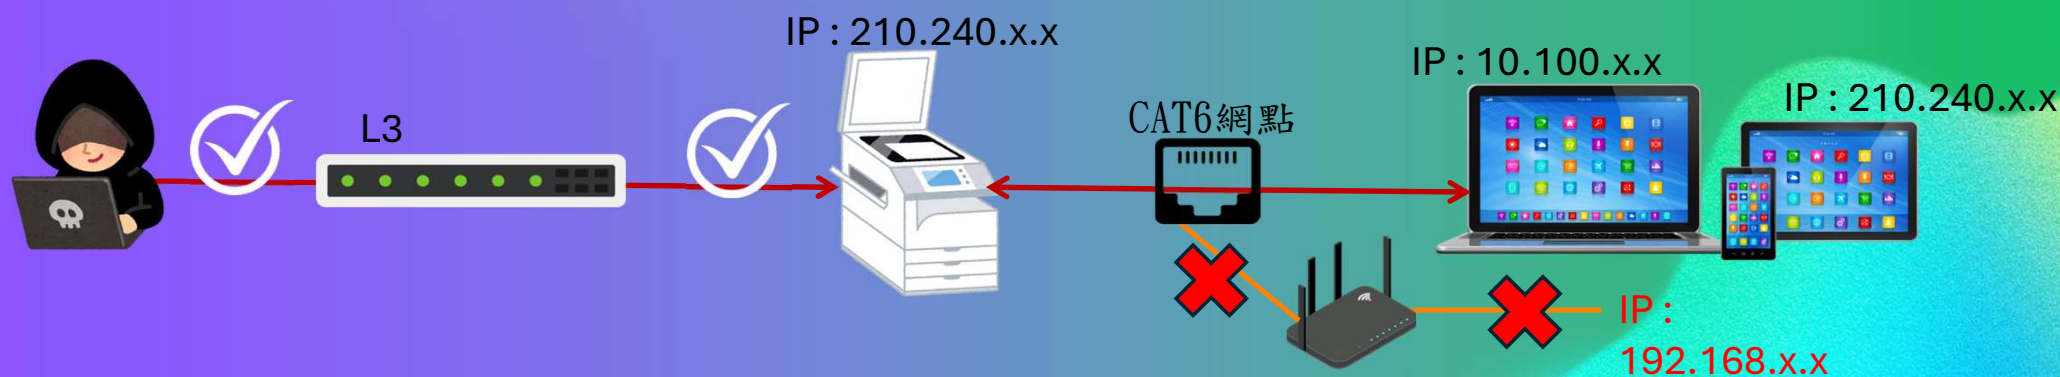 IP : 210.240.x.x
L3
CAT6網點
IP : 10.100.x.x
IP : 210.240.x.x
IP :
192.168.x.x